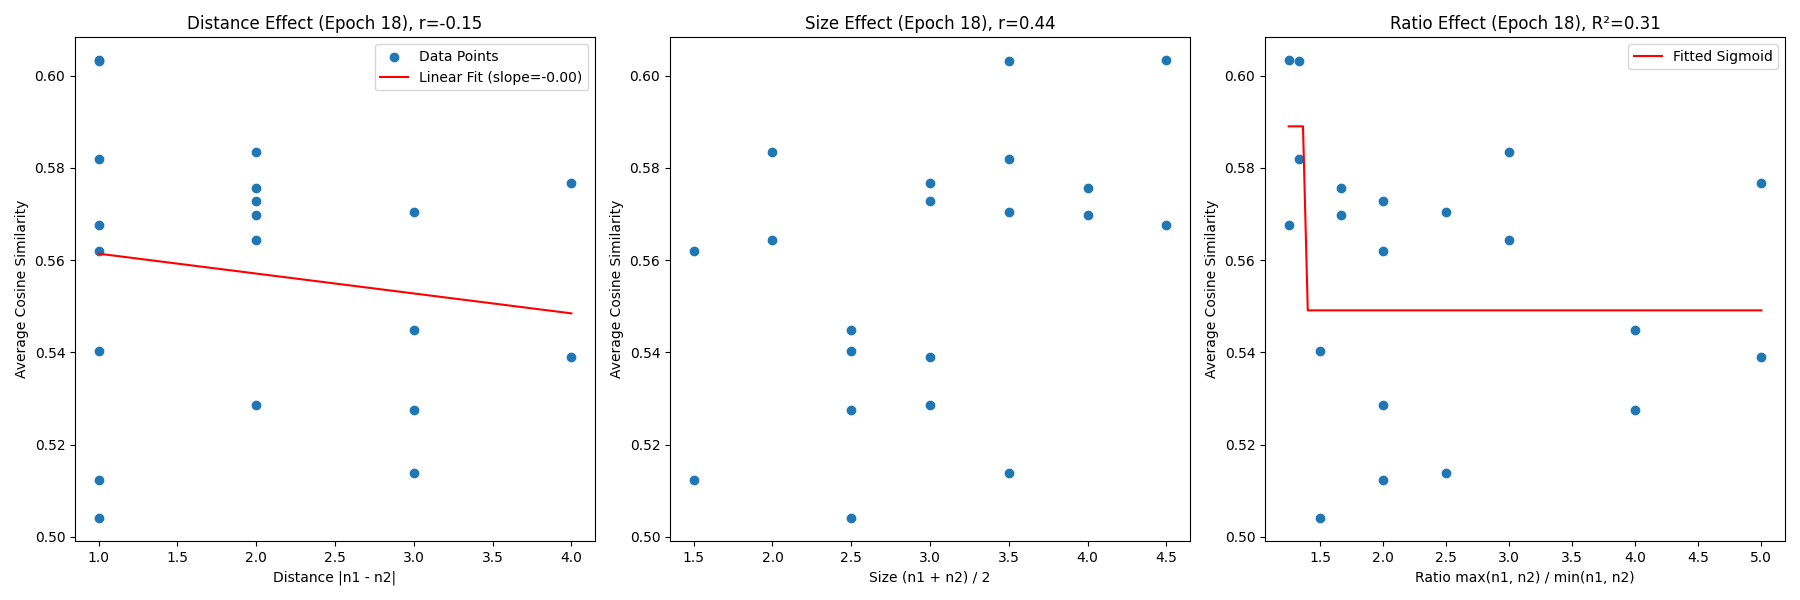 Distance Effect (Epoch 18), r=-0.15
Data Points
Linear Fit (slope=-0.00)
Average Cosine Similarity
0.60
0.58
0.56
0.54
0.52
0.50
1.0 1.5 2.0 2.5 3.0 3.5 4.0
Distance |n1 - n2|
Size Effect (Epoch 18), r=0.44
Average Cosine Similarity
0.60
0.58
0.56
0.54
0.52
0.50
1.5 2.0 2.5 3.0 3.5 4.0 4.5
Size (n1 + n2) / 2
Ratio Effect (Epoch 18), R²=0.31
Fitted Sigmoid
Average Cosine Similarity
0.60
0.58
0.56
0.54
0.52
0.50
1.5 2.0 2.5 3.0 3.5 4.0 4.5 5.0
Ratio max(n1, n2) / min(n1, n2)